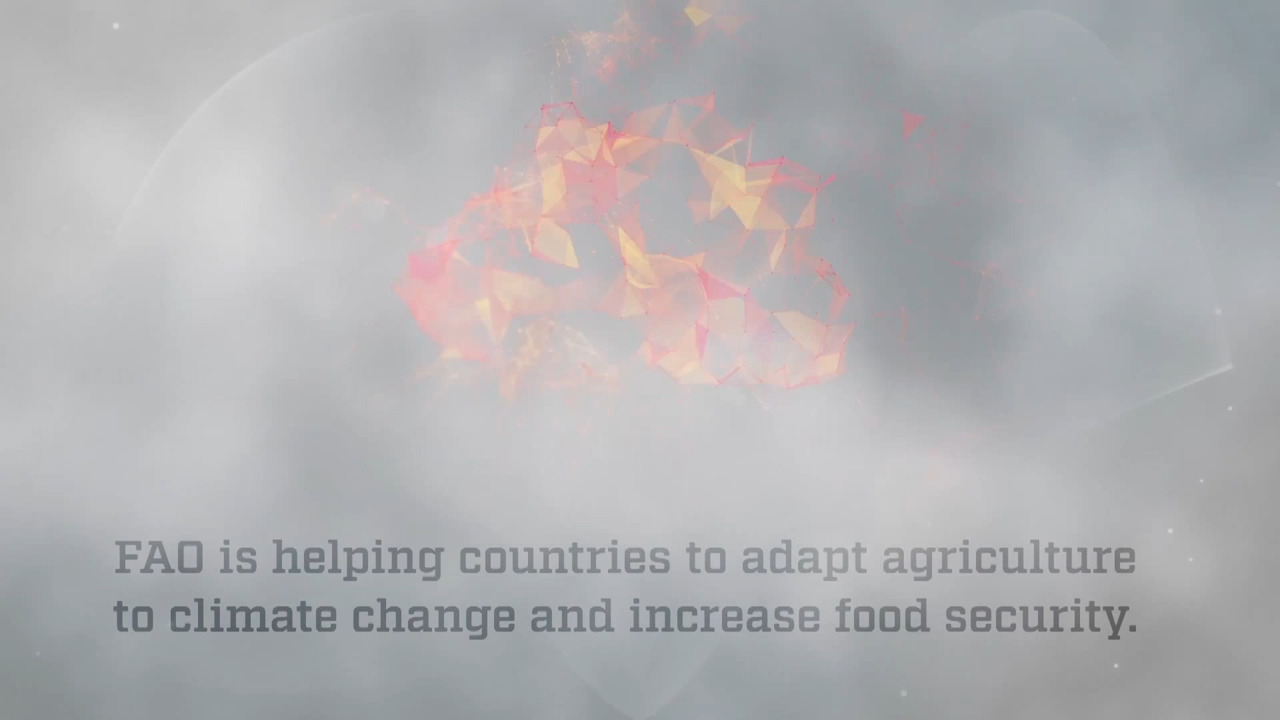 FAO is helping countries to adapt agriculture
to climate change and increase food security.